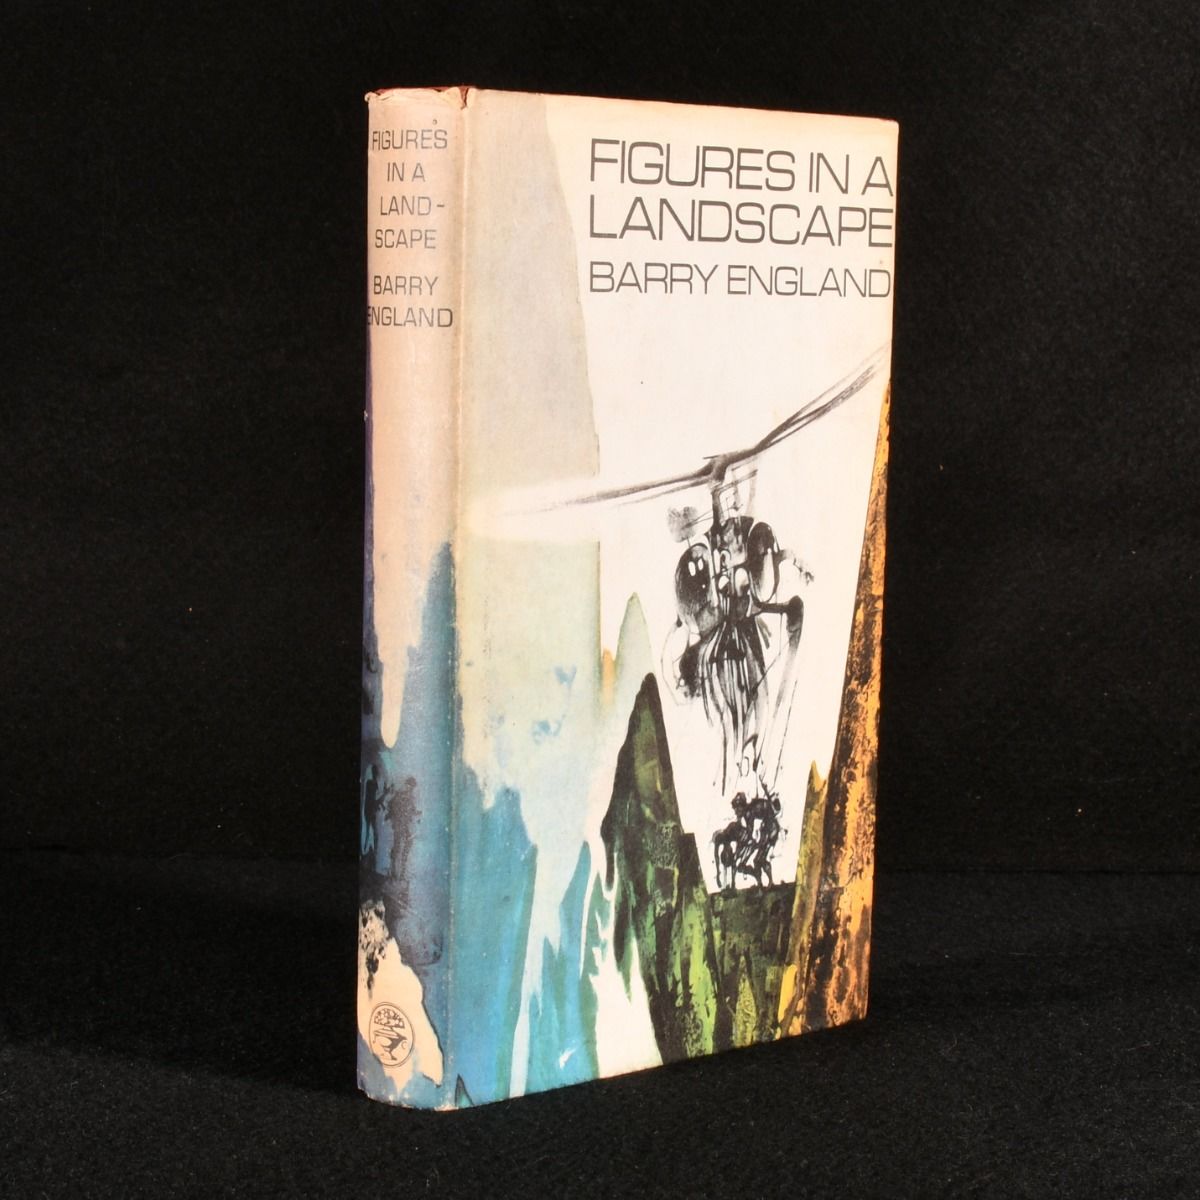 FIGURES
IN A
LAND-
SCAPE
BARRY
ENGLAND
FIGURES IN A
LANDSCAPE
BARRY ENGLAND